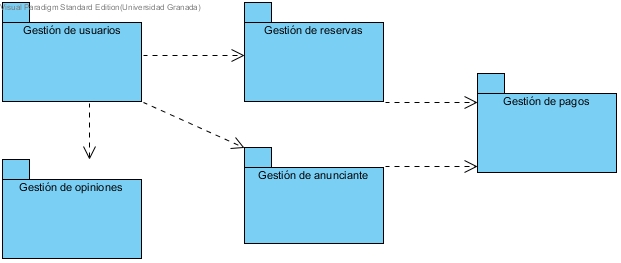 Visual Paradigm Standard Edition(Universidad Granada)
Gestión de usuarios
Gestión de reservas
Gestión de pagos
Gestión de opiniones
Gestión de anunciante